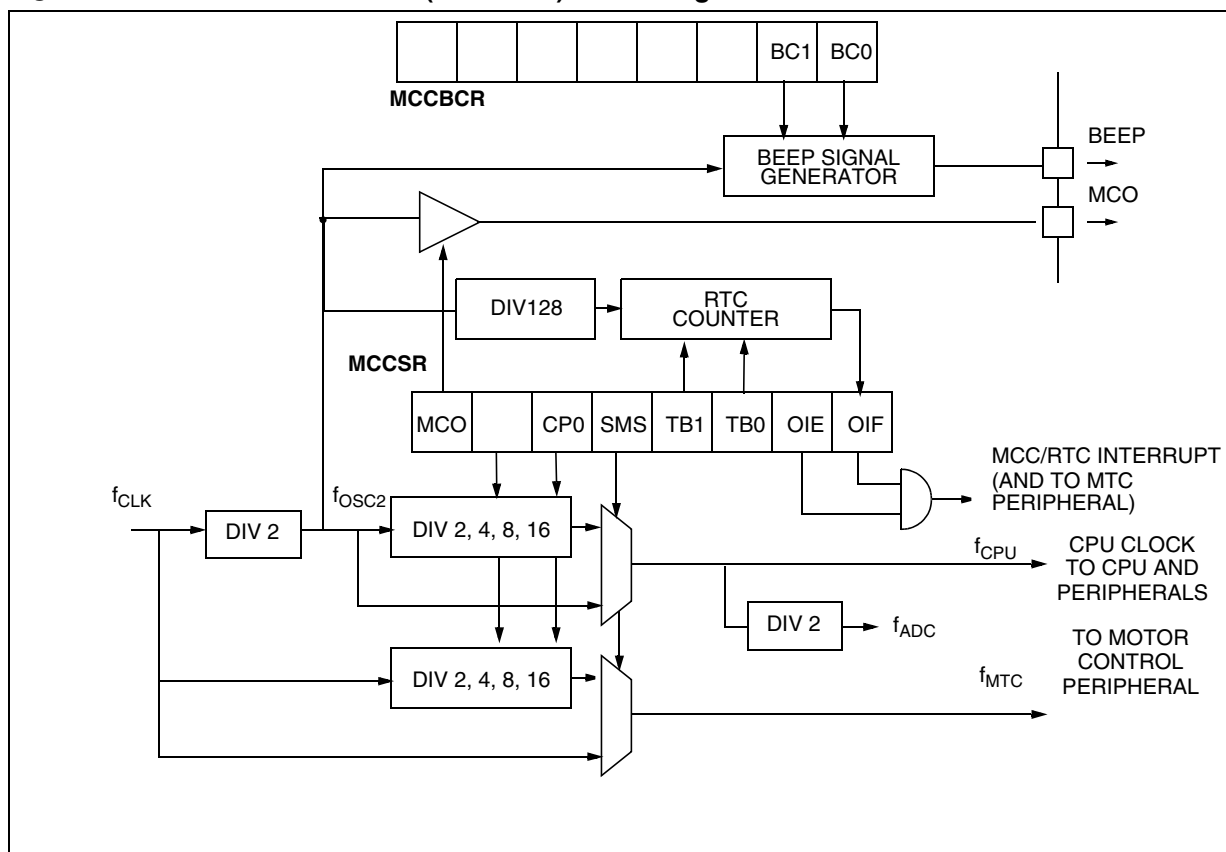 BC1 BC0
MCCBCR
BEEP SIGNAL
GENERATOR
BEEP
MCO
DIV128
RTC
COUNTER
MCCSR
MCO CP0 SMS TB1 TB0 OIE OIF
MCC/RTC INTERRUPT
(AND TO MTC
PERIPHERAL)
fCLK
DIV 2
fOSC2
DIV 2, 4, 8, 16
fCPU
CPU CLOCK
TO CPU AND
PERIPHERALS
DIV 2
fADC
DIV 2, 4, 8, 16
fMTC
TO MOTOR
CONTROL
PERIPHERAL